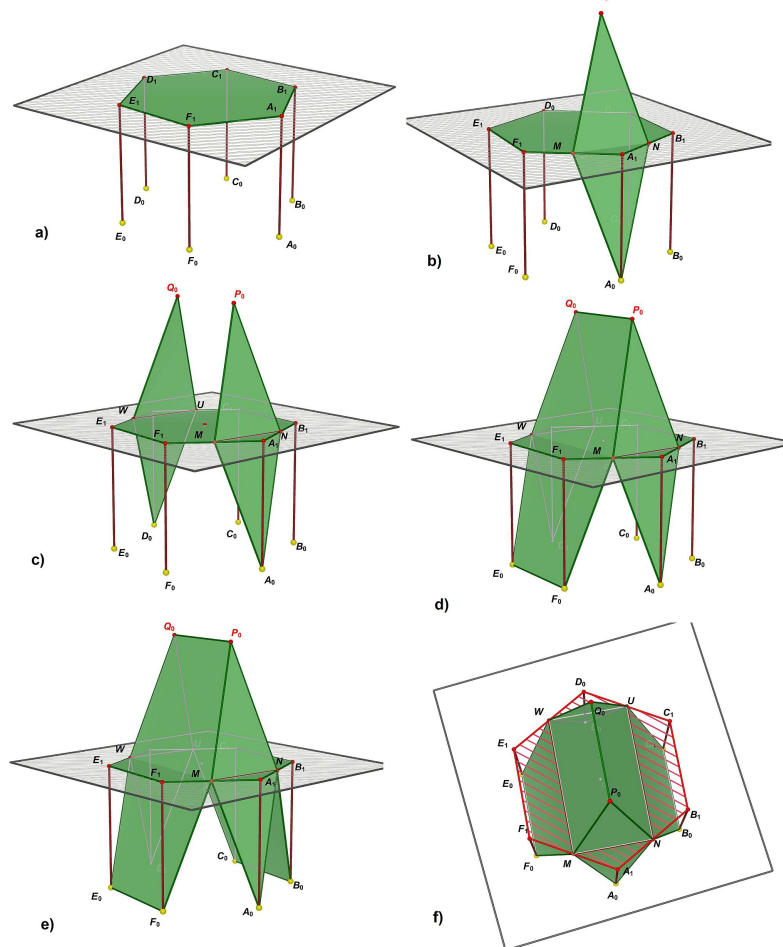 D₁ C₁ B₁
E₁ F₁ A₁
D₀ C₀ B₀
E₀ F₀ A₀
a)
D₀
E₁ F₁ M A₁ N B₁
D₀
E₀ F₀ A₀ B₀
b)
Q₀ P₀
W U
E₁ F₁ M A₁ N B₁
D₀ C₀ B₀
E₀ F₀ A₀
c)
Q₀ P₀
W U
E₁ F₁ M A₁ N B₁
C₀ B₀
E₀ F₀ A₀
d)
Q₀ P₀
W U
E₁ F₁ M A₁ N B₁
C₀ B₀
E₀ F₀ A₀
e)
D₀
W Q₀ U C₁
E₁
E₀ P₀ B₁
F₁ N B₀
F₀ M A₁
A₀
f)